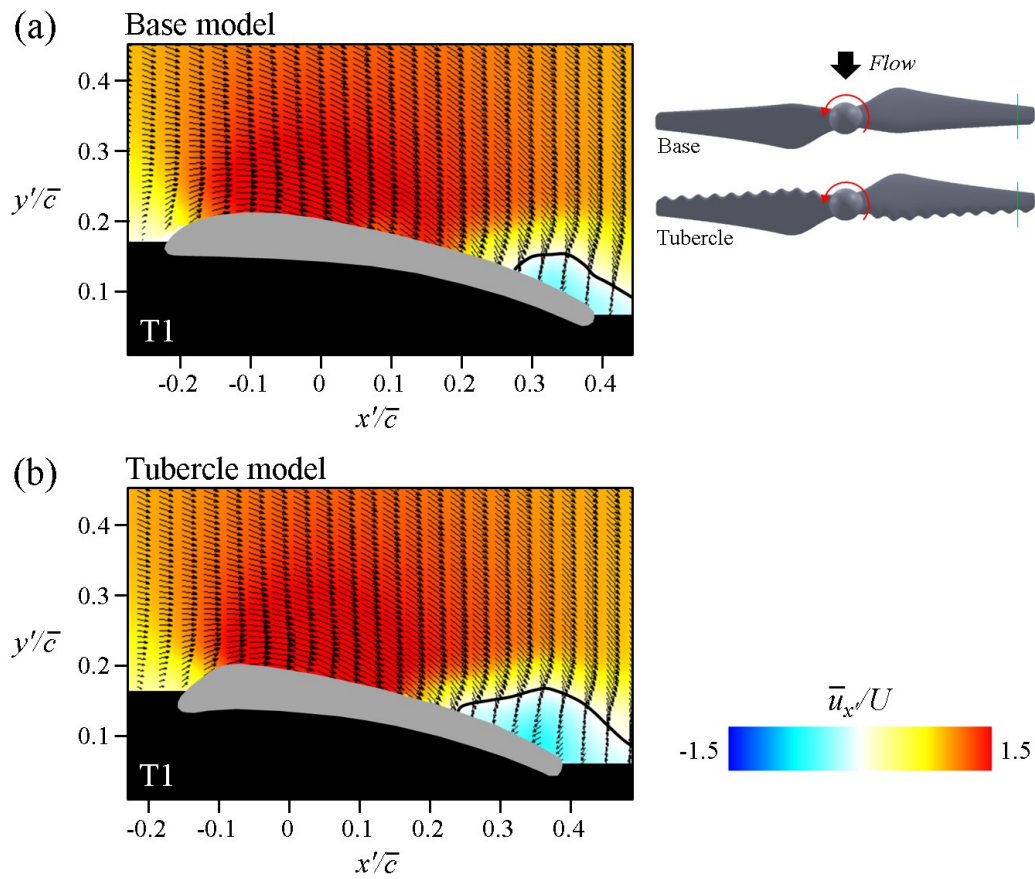 (a)
Base model
0.4
0.3
0.2
0.1
y′/c̅
T1
-0.2 -0.1 0 0.1 0.2 0.3 0.4
x′/c̅
Flow
Base
Tubercle
(b)
Tubercle model
0.4
0.3
0.2
0.1
y′/c̅
T1
-0.2 -0.1 0 0.1 0.2 0.3 0.4
x′/c̅
u̅x′/U
-1.5 1.5